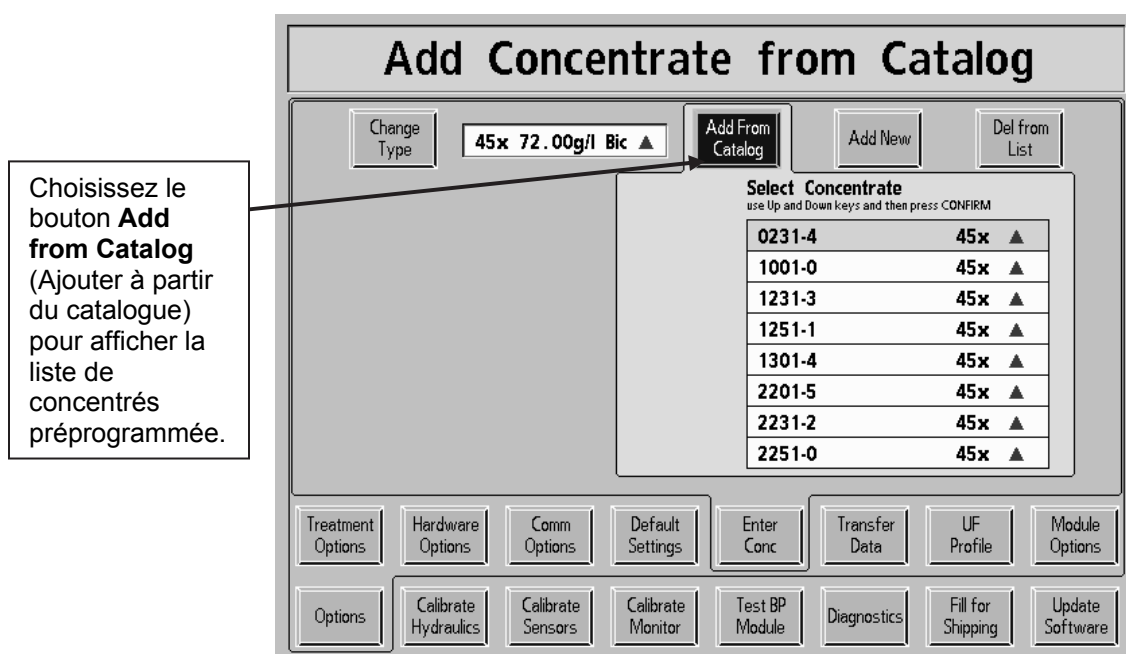 Add Concentrate from Catalog
Change
Type
45x 72.00g/l Bic ▲
Add From
Catalog
Add New
Del from
List
Choisissez le
bouton Add
from Catalog
(Ajouter à partir
du catalogue)
pour afficher la
liste de
concentrés
préprogrammée.
Select Concentrate
use Up and Down keys and then press CONFIRM
0231-4 45x ▲
1001-0 45x ▲
1231-3 45x ▲
1251-1 45x ▲
1301-4 45x ▲
2201-5 45x ▲
2231-2 45x ▲
2251-0 45x ▲
Treatment
Options
Hardware
Options
Comm
Options
Default
Settings
Enter
Conc
Transfer
Data
UF
Profile
Module
Options
Options
Calibrate
Hydraulics
Calibrate
Sensors
Calibrate
Monitor
Test BP
Module
Diagnostics
Fill for
Shipping
Update
Software